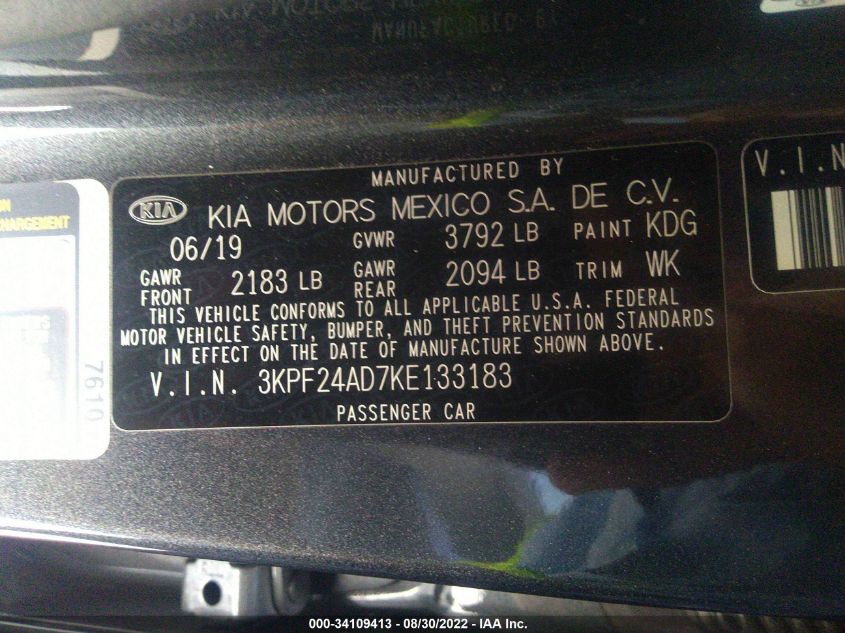 MANUFACTURED BY
KIA KIA MOTORS MEXICO S.A. DE C.V.
06/19 GVWR 3792 LB PAINT KDG
GAWR FRONT 2183 LB GAWR REAR 2094 LB TRIM WK
THIS VEHICLE CONFORMS TO ALL APPLICABLE U.S.A. FEDERAL
MOTOR VEHICLE SAFETY, BUMPER, AND THEFT PREVENTION STANDARDS
IN EFFECT ON THE DATE OF MANUFACTURE SHOWN ABOVE.
V.I.N. 3KPF24AD7KE133183
PASSENGER CAR
V.I.N
7610
000-34109413 - 08/30/2022 - IAA Inc.